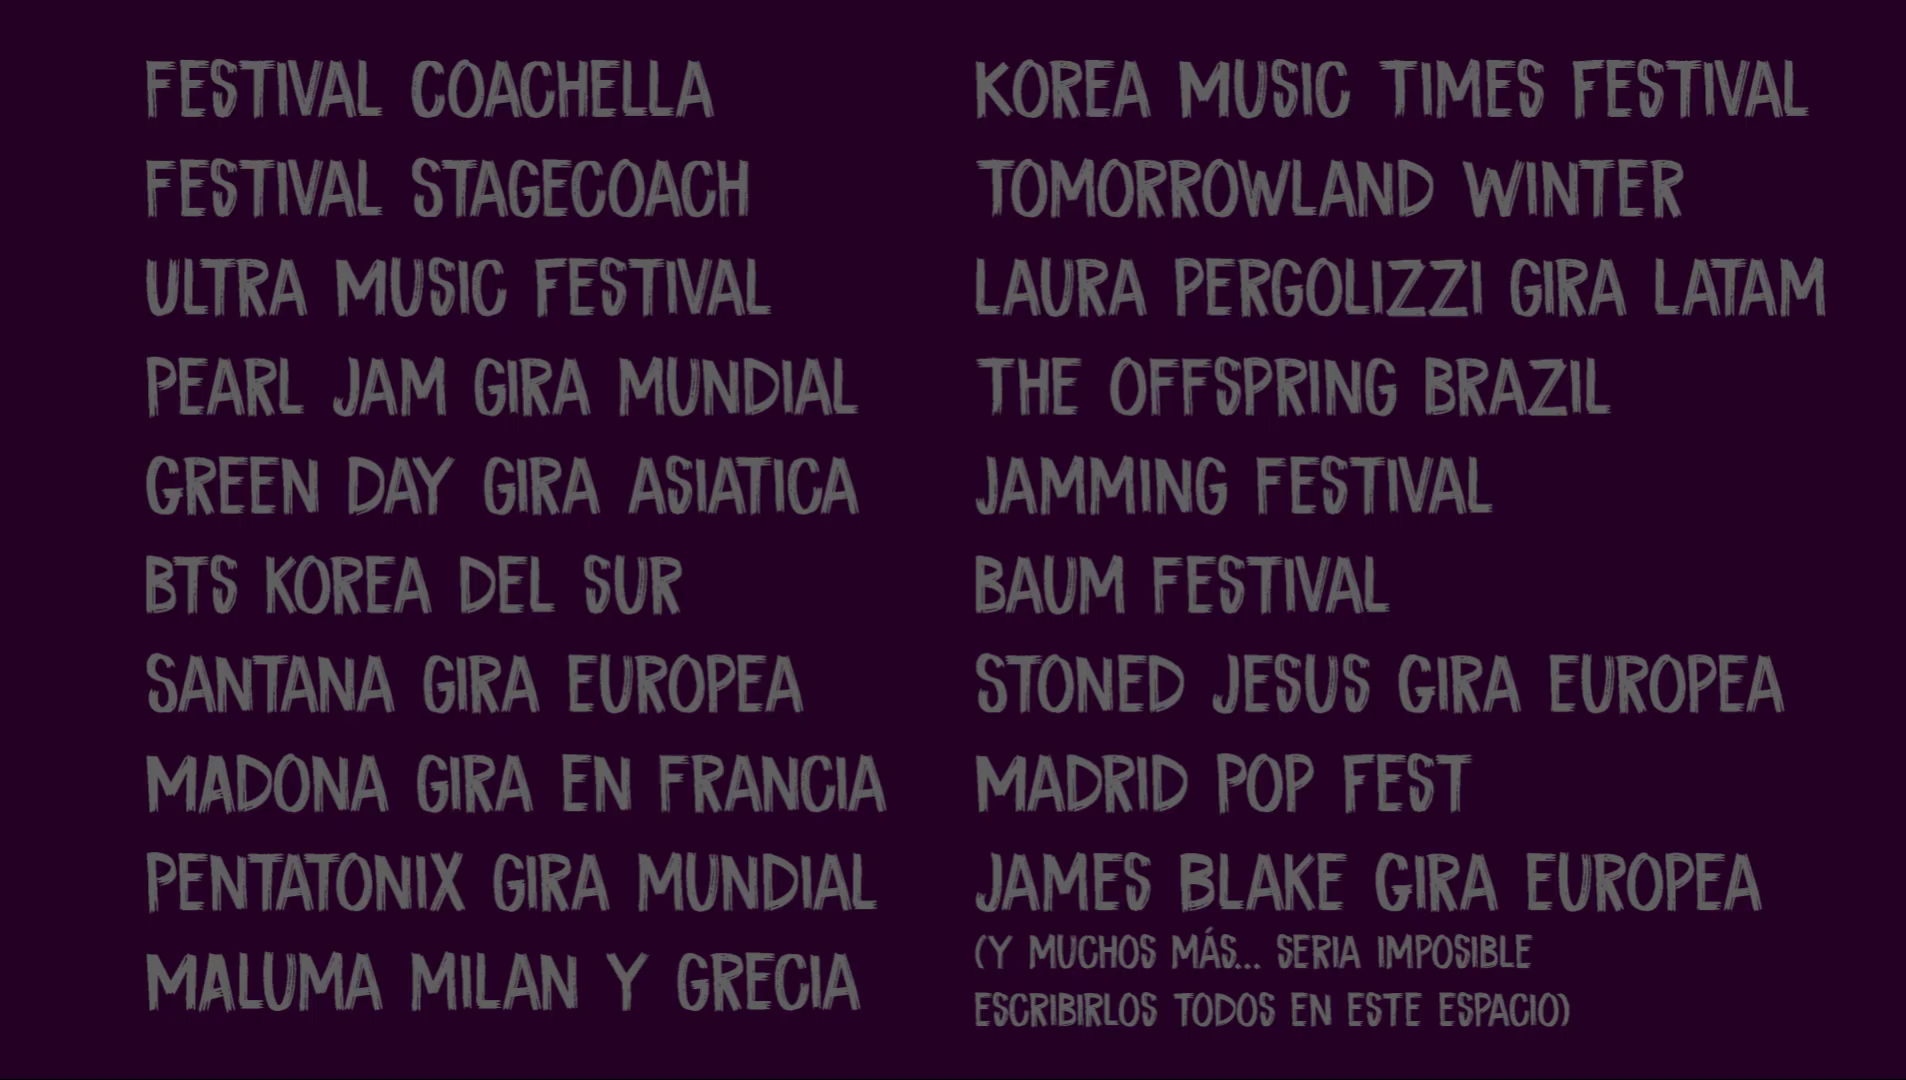 FESTIVAL COACHELLA
FESTIVAL STAGECOACH
ULTRA MUSIC FESTIVAL
PEARL JAM GIRA MUNDIAL
GREEN DAY GIRA ASIATICA
BTS KOREA DEL SUR
SANTANA GIRA EUROPEA
MADONA GIRA EN FRANCIA
PENTATONIX GIRA MUNDIAL
MALUMA MILAN Y GRECIA
KOREA MUSIC TIMES FESTIVAL
TOMORROWLAND WINTER
LAURA PERGOLIZZI GIRA LATAM
THE OFFSPRING BRAZIL
JAMMING FESTIVAL
BAUM FESTIVAL
STONED JESUS GIRA EUROPEA
MADRID POP FEST
JAMES BLAKE GIRA EUROPEA
(Y MUCHOS MÁS... SERIA IMPOSIBLE
ESCRIBIRLOS TODOS EN ESTE ESPACIO)